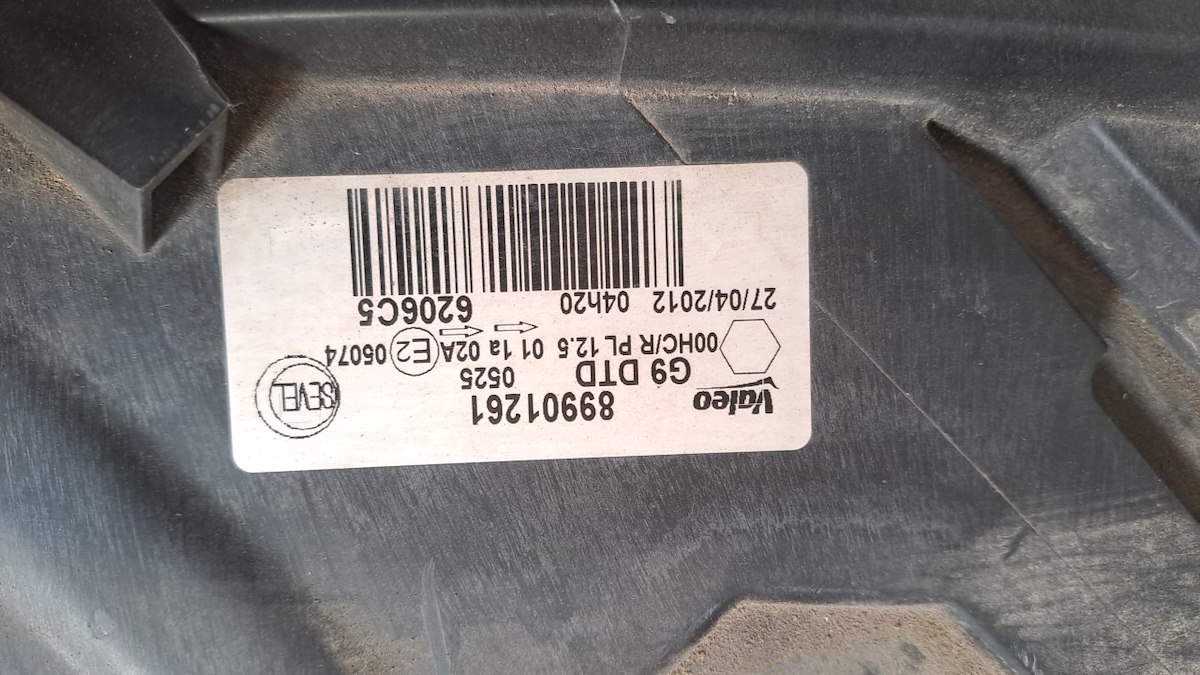 Valeo 89901261
G9 DTD 0525 SEVEL
00HC/R PL 12.5 01 1a 02A E2 05074
6206C5
27/04/2012 04h20